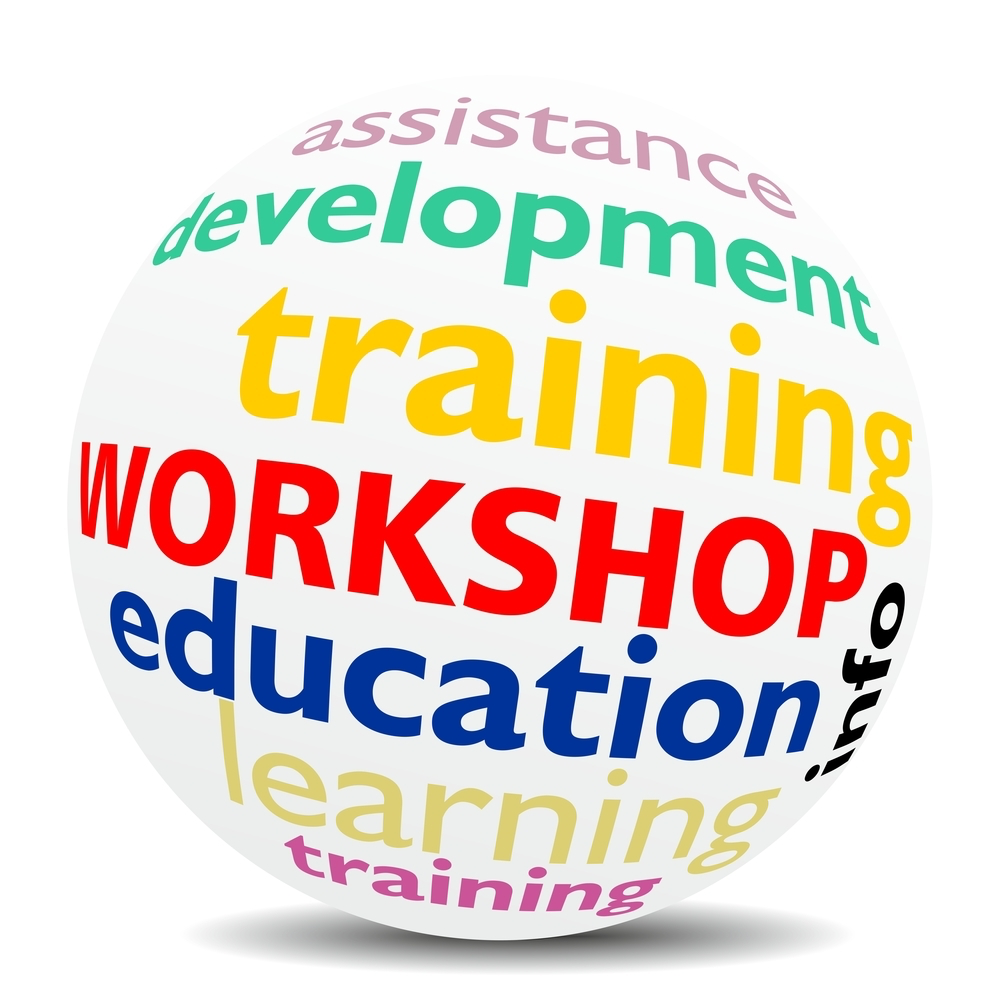 assistance
development
training
WORKSHOP
education
info
learning
training